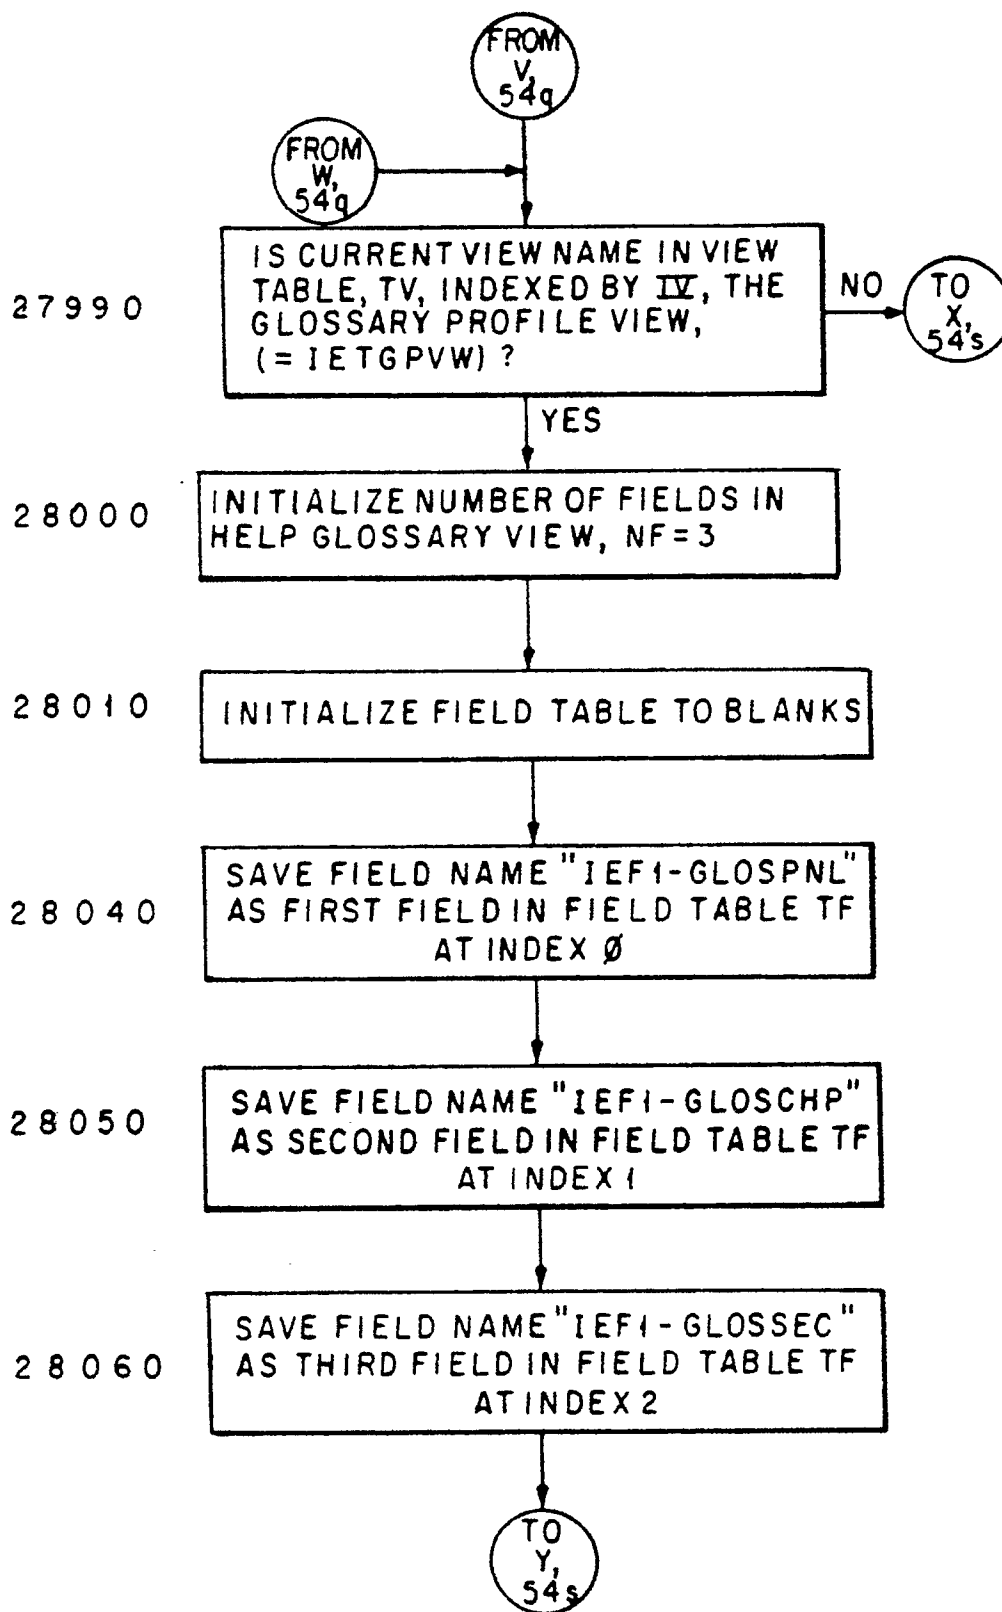 FROM
V,
54q
FROM
W,
54'q
27990
IS CURRENT VIEW NAME IN VIEW
TABLE, TV, INDEXED BY IV, THE
GLOSSARY PROFILE VIEW,
(= IETGPVW) ?
NO
TO
X,
54's
YES
28000
INITIALIZE NUMBER OF FIELDS IN
HELP GLOSSARY VIEW, NF=3
28010
INITIALIZE FIELD TABLE TO BLANKS
28040
SAVE FIELD NAME "IEF1-GLOSPNL"
AS FIRST FIELD IN FIELD TABLE TF
AT INDEX Ø
28050
SAVE FIELD NAME "IEF1-GLOSCHP"
AS SECOND FIELD IN FIELD TABLE TF
AT INDEX 1
28060
SAVE FIELD NAME "IEF1-GLOSSEC"
AS THIRD FIELD IN FIELD TABLE TF
AT INDEX 2
TO
Y,
54s